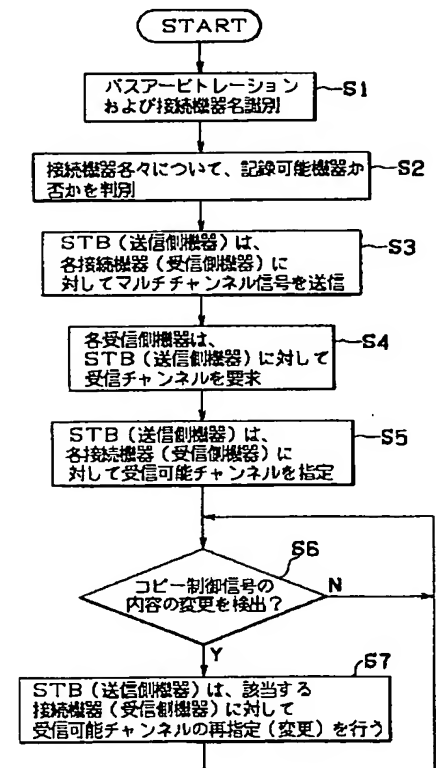 START
バスアービトレーション
および接続機器名識別
S1
接続機器各々について、記録可能機器か
否かを判別
S2
STB(送信側機器)は、
各接続機器(受信側機器)に
対してマルチチャンネル信号を送信
S3
各受信側機器は、
STB(送信側機器)に対して
受信チャンネルを要求
S4
STB(送信側機器)は、
各接続機器(受信側機器)に
対して受信可能チャンネルを指定
S5
コピー制御信号の
内容の変更を検出?
S6
N
Y
STB(送信側機器)は、該当する
接続機器(受信側機器)に対して
受信可能チャンネルの再指定(変更)を行う
S7